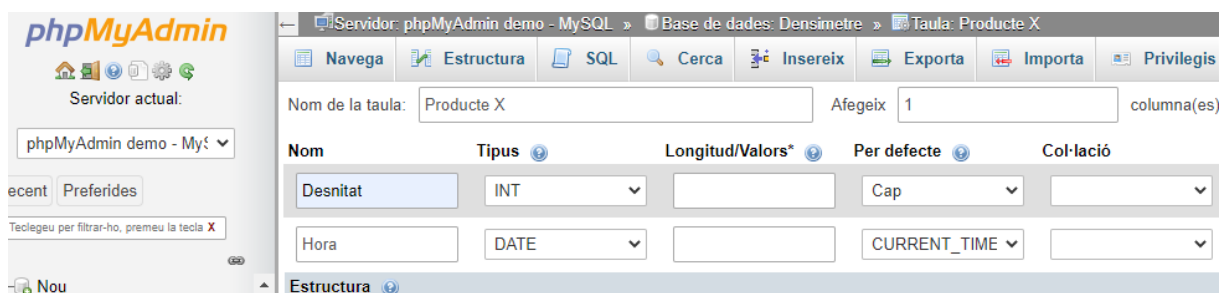 phpMyAdmin
Servidor actual:
phpMyAdmin demo - My
ecent Preferides
Teclegeu per filtrar-ho, premeu la tecla X
Nou
← Servidor: phpMyAdmin demo - MySQL » Base de dades: Densimetre » Taula: Producte X
Navega Estructura SQL Cerca Insereix Exporta Importa Privilegis
Nom de la taula: Producte X Afegeix 1 columna(es)
Nom Tipus Longitud/Valors* Per defecte Col·lació
Desnitat INT Cap
Hora DATE CURRENT_TIME
Estructura